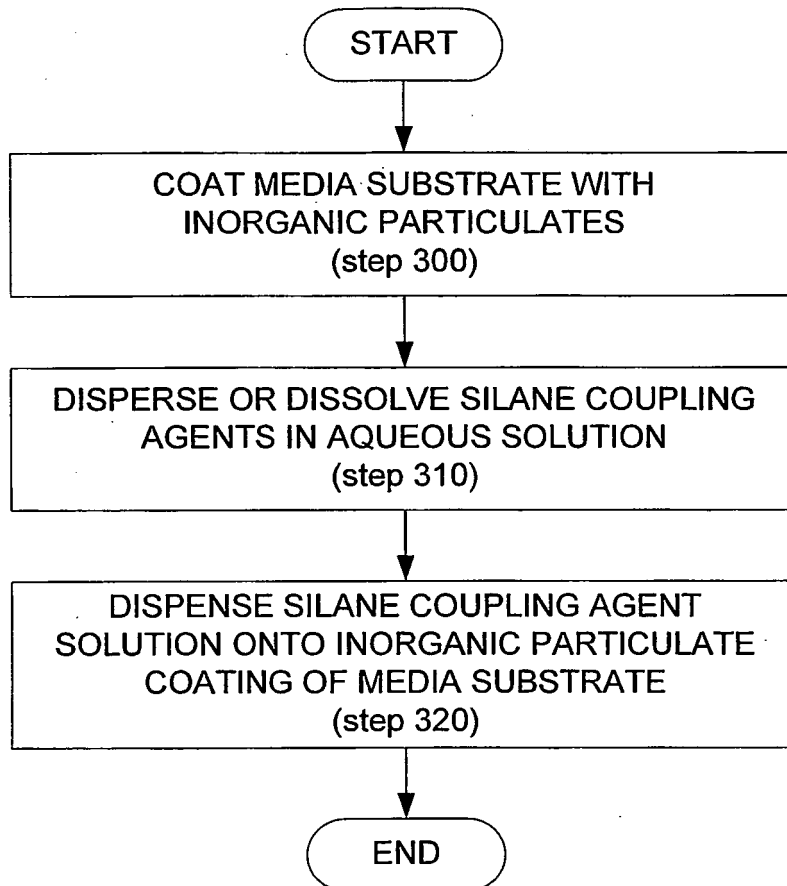 START
COAT MEDIA SUBSTRATE WITH
INORGANIC PARTICULATES
(step 300)
DISPERSE OR DISSOLVE SILANE COUPLING
AGENTS IN AQUEOUS SOLUTION
(step 310)
DISPENSE SILANE COUPLING AGENT
SOLUTION ONTO INORGANIC PARTICULATE
COATING OF MEDIA SUBSTRATE
(step 320)
END